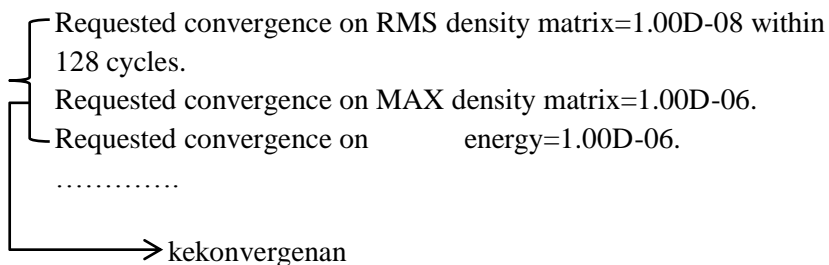 Requested convergence on RMS density matrix=1.00D-08 within
128 cycles.
Requested convergence on MAX density matrix=1.00D-06.
Requested convergence on energy=1.00D-06.
………….
kekonvergenan